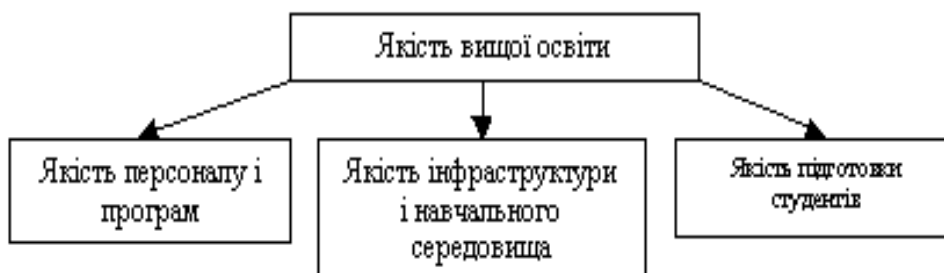 Якість вищої освіти
Якість персоналу і
програм
Якість інфраструктури
і навчального
середовища
Якість підготовки
студентів